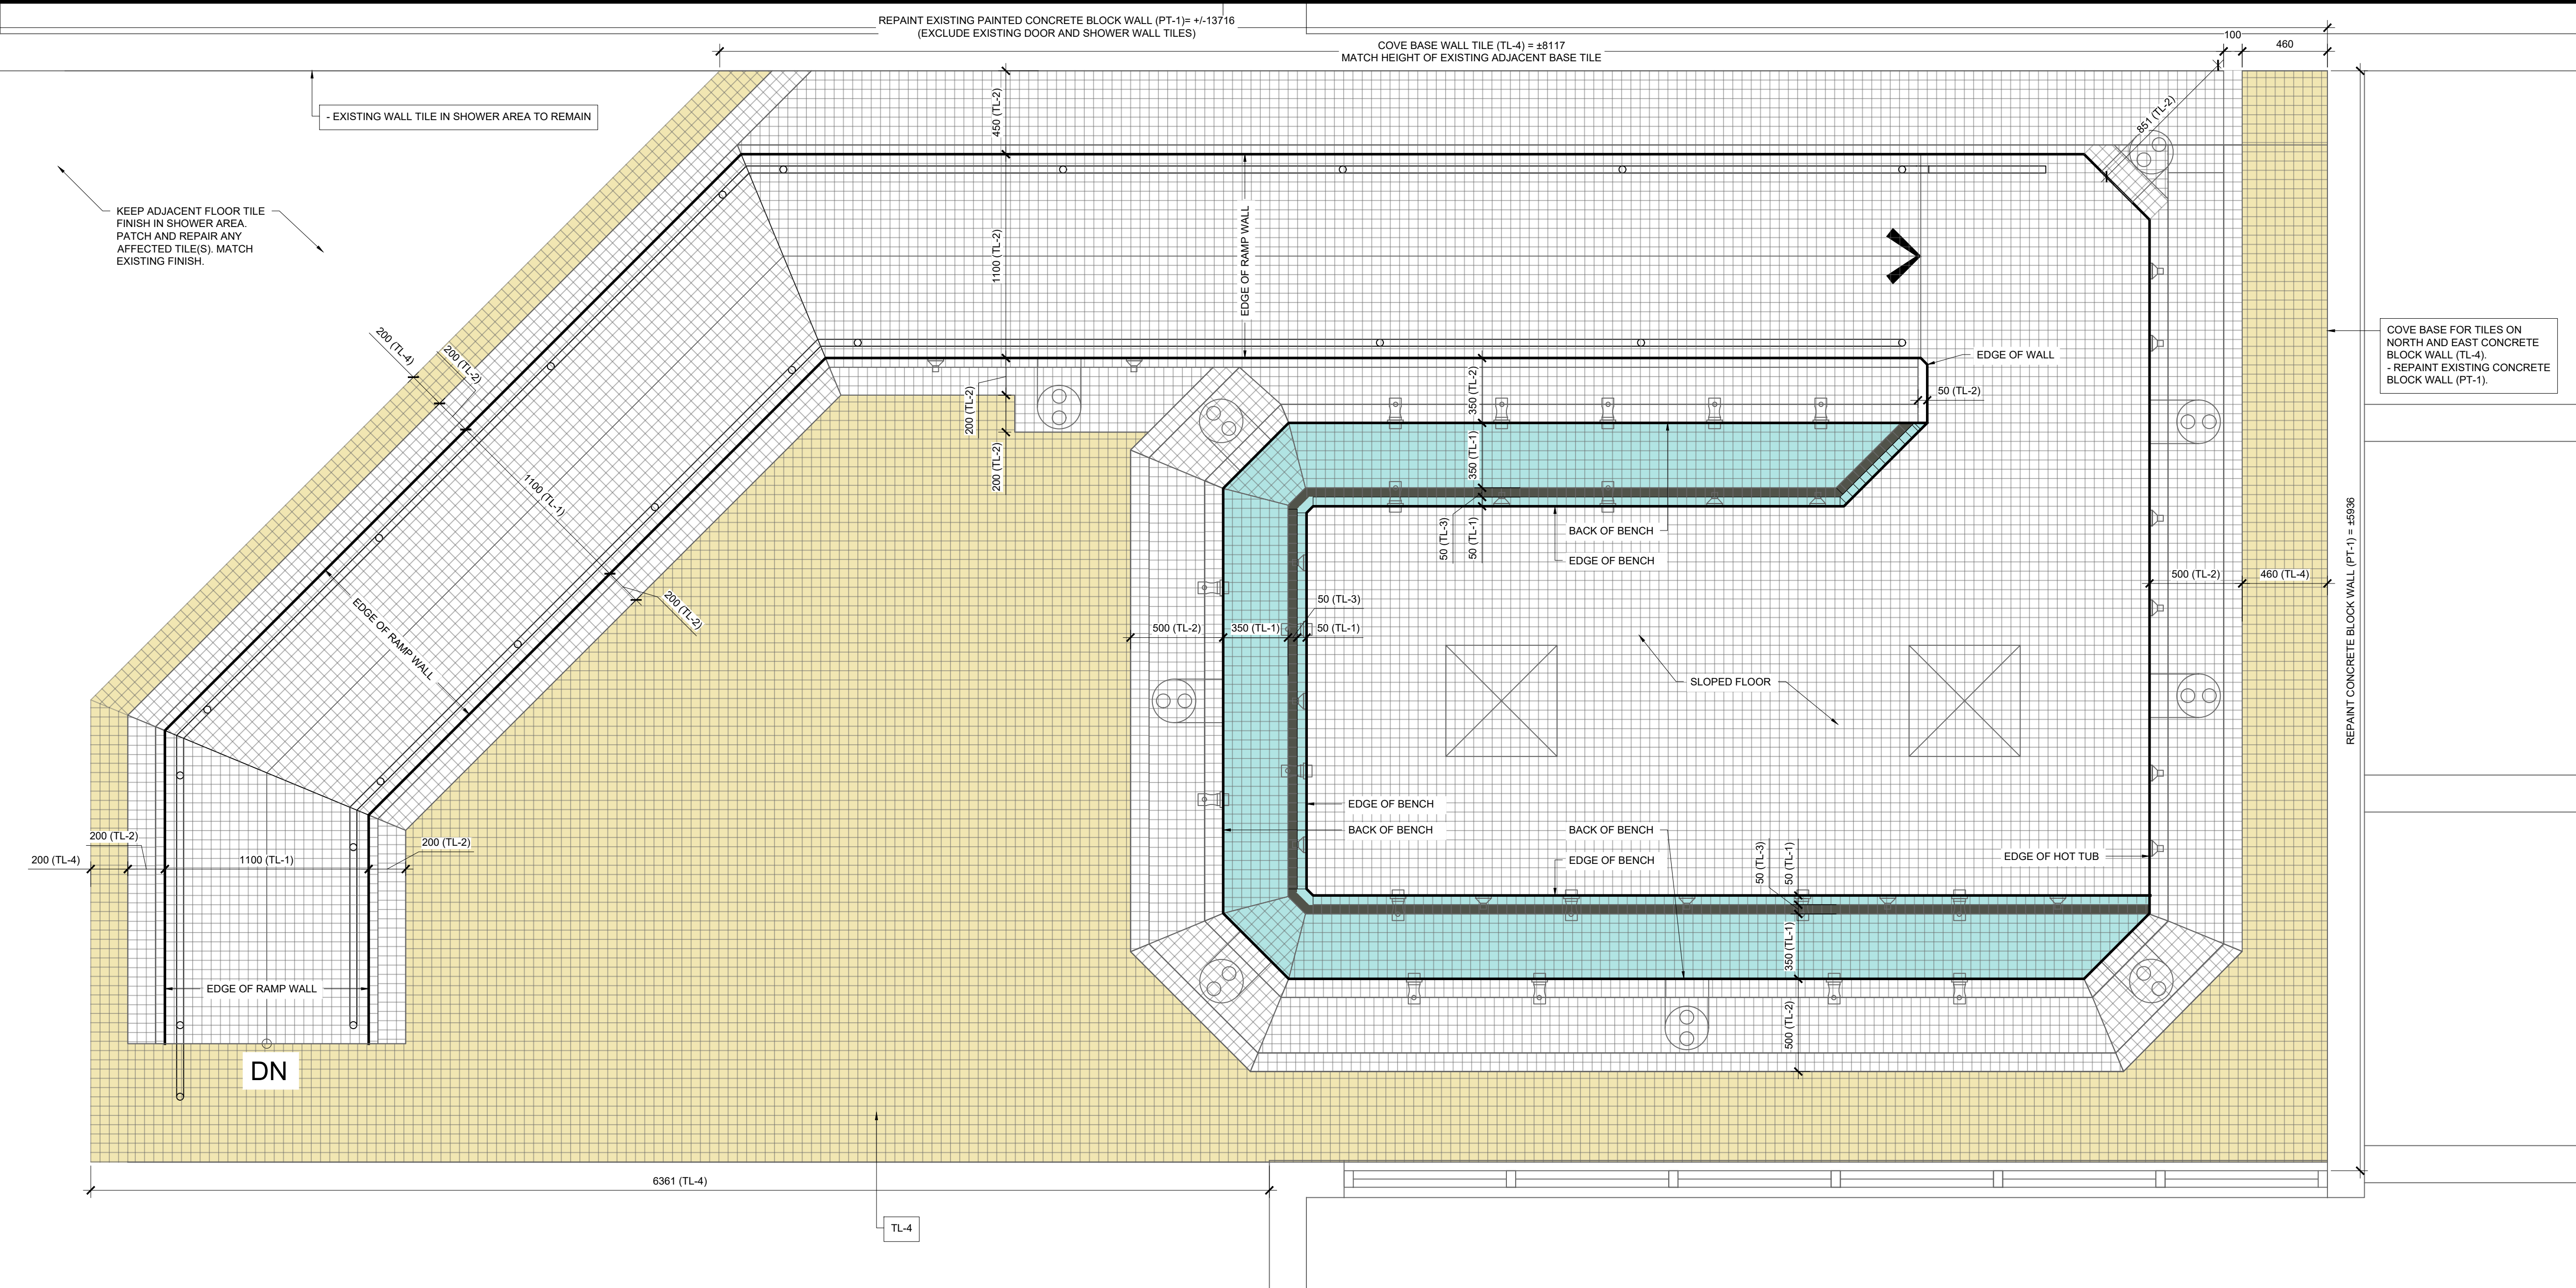 REPAINT EXISTING PAINTED CONCRETE BLOCK WALL (PT-1)= +/-13716
(EXCLUDE EXISTING DOOR AND SHOWER WALL TILES)
COVE BASE WALL TILE (TL-4) = ±8117
MATCH HEIGHT OF EXISTING ADJACENT BASE TILE
100
460
- EXISTING WALL TILE IN SHOWER AREA TO REMAIN
450 (TL-2)
851 (TL-2)
KEEP ADJACENT FLOOR TILE
FINISH IN SHOWER AREA.
PATCH AND REPAIR ANY
AFFECTED TILE(S). MATCH
EXISTING FINISH.
1100 (TL-2)
EDGE OF RAMP WALL
COVE BASE FOR TILES ON
NORTH AND EAST CONCRETE
BLOCK WALL (TL-4).
- REPAINT EXISTING CONCRETE
BLOCK WALL (PT-1).
200 (TL-4)
200 (TL-2)
EDGE OF WALL
50 (TL-2)
350 (TL-2)
200 (TL-2)
200 (TL-2)
350 (TL-1)
1100 (TL-1)
50 (TL-3)
50 (TL-1)
BACK OF BENCH
EDGE OF BENCH
REPAINT CONCRETE BLOCK WALL (PT-1) = ±5936
500 (TL-2)
460 (TL-4)
EDGE OF RAMP WALL
200 (TL-2)
50 (TL-3)
500 (TL-2)
350 (TL-1)
50 (TL-1)
SLOPED FLOOR
EDGE OF BENCH
BACK OF BENCH
BACK OF BENCH
EDGE OF BENCH
50 (TL-3)
50 (TL-1)
EDGE OF HOT TUB
200 (TL-2)
200 (TL-4)
1100 (TL-1)
200 (TL-2)
350 (TL-1)
EDGE OF RAMP WALL
500 (TL-2)
DN
6361 (TL-4)
TL-4